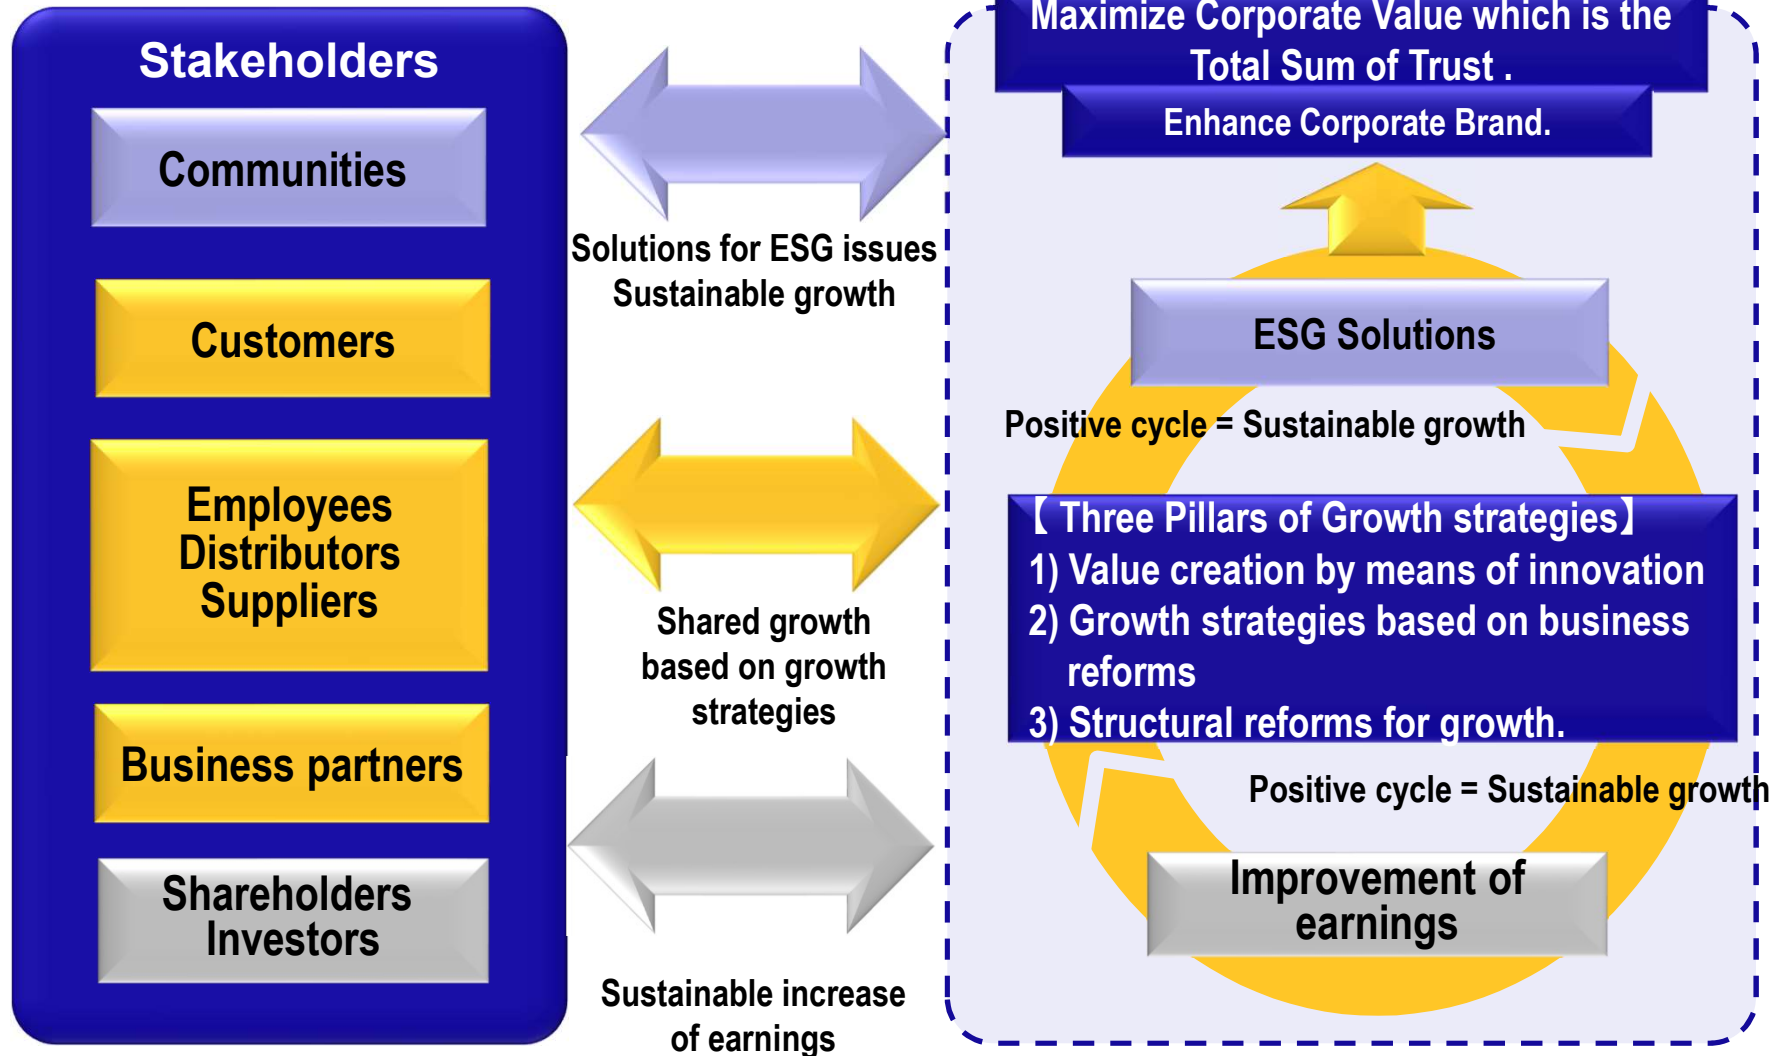 Stakeholders
Communities
Customers
Employees
Distributors
Suppliers
Business partners
Shareholders
Investors
Solutions for ESG issues
Sustainable growth
Shared growth
based on growth
strategies
Sustainable increase
of earnings
Maximize Corporate Value which is the
Total Sum of Trust .
Enhance Corporate Brand.
ESG Solutions
Positive cycle = Sustainable growth
【 Three Pillars of Growth strategies】
1) Value creation by means of innovation
2) Growth strategies based on business
reforms
3) Structural reforms for growth.
Positive cycle = Sustainable growth
Improvement of
earnings